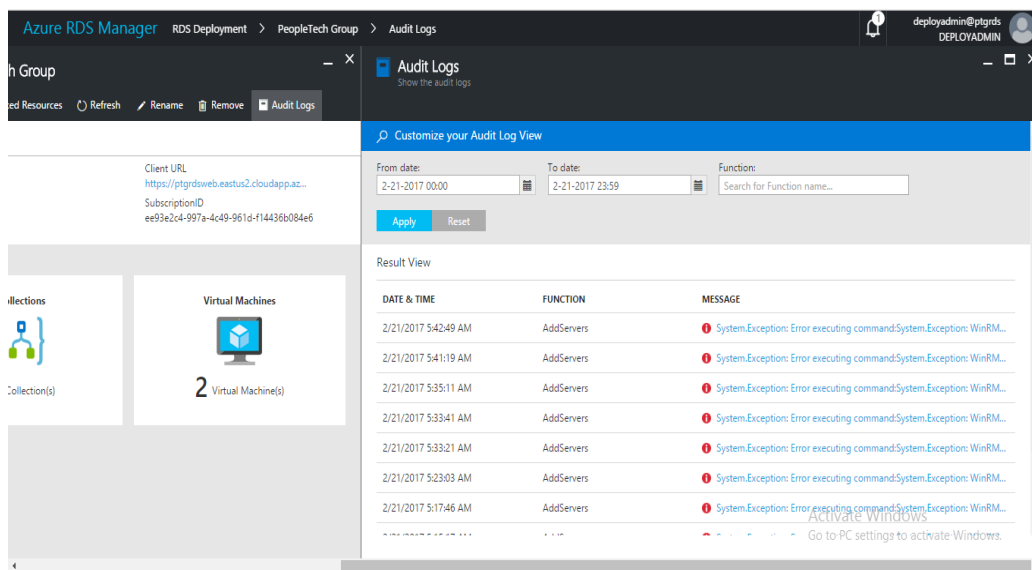 Azure RDS Manager RDS Deployment > PeopleTech Group > Audit Logs
1
deployadmin@ptgrds
DEPLOYADMIN
h Group
ed Resources Refresh Rename Remove Audit Logs
Client URL
https://ptgrdsweb.eastus2.cloudapp.az...
SubscriptionID
ee93e2c4-997a-4c49-961d-f14436b084e6
llections
Collection(s)
Virtual Machines
2 Virtual Machine(s)
Audit Logs
Show the audit logs
Customize your Audit Log View
From date: To date: Function:
2-21-2017 00:00 2-21-2017 23:59 Search for Function name...
Apply Reset
Result View
DATE & TIME FUNCTION MESSAGE
2/21/2017 5:42:49 AM AddServers System.Exception: Error executing command:System.Exception: WinRM...
2/21/2017 5:41:19 AM AddServers System.Exception: Error executing command:System.Exception: WinRM...
2/21/2017 5:35:11 AM AddServers System.Exception: Error executing command:System.Exception: WinRM...
2/21/2017 5:33:41 AM AddServers System.Exception: Error executing command:System.Exception: WinRM...
2/21/2017 5:33:21 AM AddServers System.Exception: Error executing command:System.Exception: WinRM...
2/21/2017 5:23:03 AM AddServers System.Exception: Error executing command:System.Exception: WinRM...
2/21/2017 5:17:46 AM AddServers System.Exception: Error executing command:System.Exception: WinRM...
Activate Windows
Go to PC settings to activate Windows.